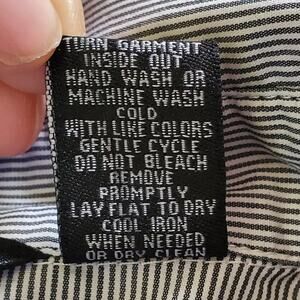 TURN GARMENT
INSIDE OUT
HAND WASH OR
MACHINE WASH
COLD
WITH LIKE COLORS
GENTLE CYCLE
DO NOT BLEACH
REMOVE
PROMPTLY
LAY FLAT TO DRY
COOL IRON
WHEN NEEDED
OR DRY CLEAN